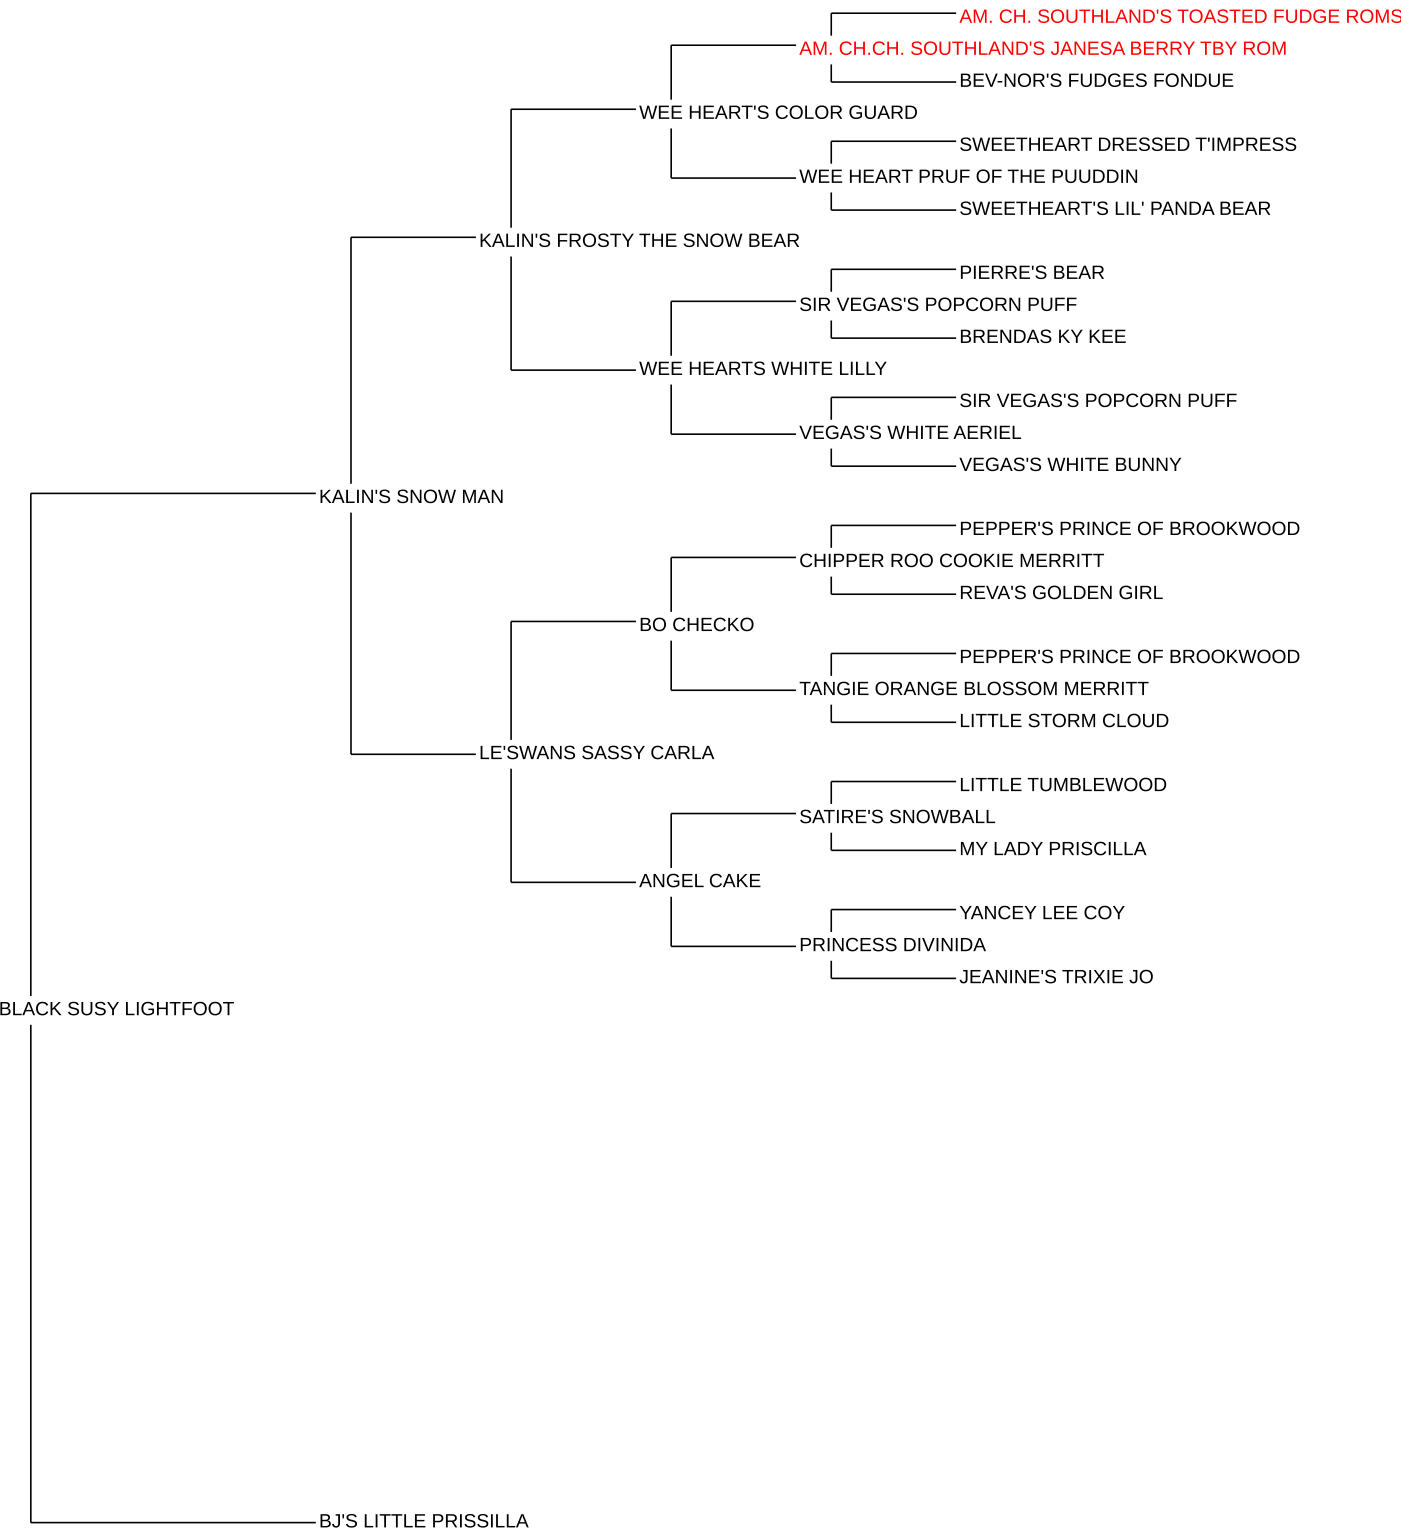 AM. CH. SOUTHLAND'S TOASTED FUDGE ROMS
AM. CH.CH. SOUTHLAND'S JANESA BERRY TBY ROM
BEV-NOR'S FUDGES FONDUE
WEE HEART'S COLOR GUARD
SWEETHEART DRESSED T'IMPRESS
WEE HEART PRUF OF THE PUUDDIN
SWEETHEART'S LIL' PANDA BEAR
KALIN'S FROSTY THE SNOW BEAR
PIERRE'S BEAR
SIR VEGAS'S POPCORN PUFF
BRENDAS KY KEE
WEE HEARTS WHITE LILLY
SIR VEGAS'S POPCORN PUFF
VEGAS'S WHITE AERIEL
VEGAS'S WHITE BUNNY
KALIN'S SNOW MAN
PEPPER'S PRINCE OF BROOKWOOD
CHIPPER ROO COOKIE MERRITT
REVA'S GOLDEN GIRL
BO CHECKO
PEPPER'S PRINCE OF BROOKWOOD
TANGIE ORANGE BLOSSOM MERRITT
LITTLE STORM CLOUD
LE'SWANS SASSY CARLA
LITTLE TUMBLEWOOD
SATIRE'S SNOWBALL
MY LADY PRISCILLA
ANGEL CAKE
YANCEY LEE COY
PRINCESS DIVINIDA
JEANINE'S TRIXIE JO
BLACK SUSY LIGHTFOOT
BJ'S LITTLE PRISSILLA